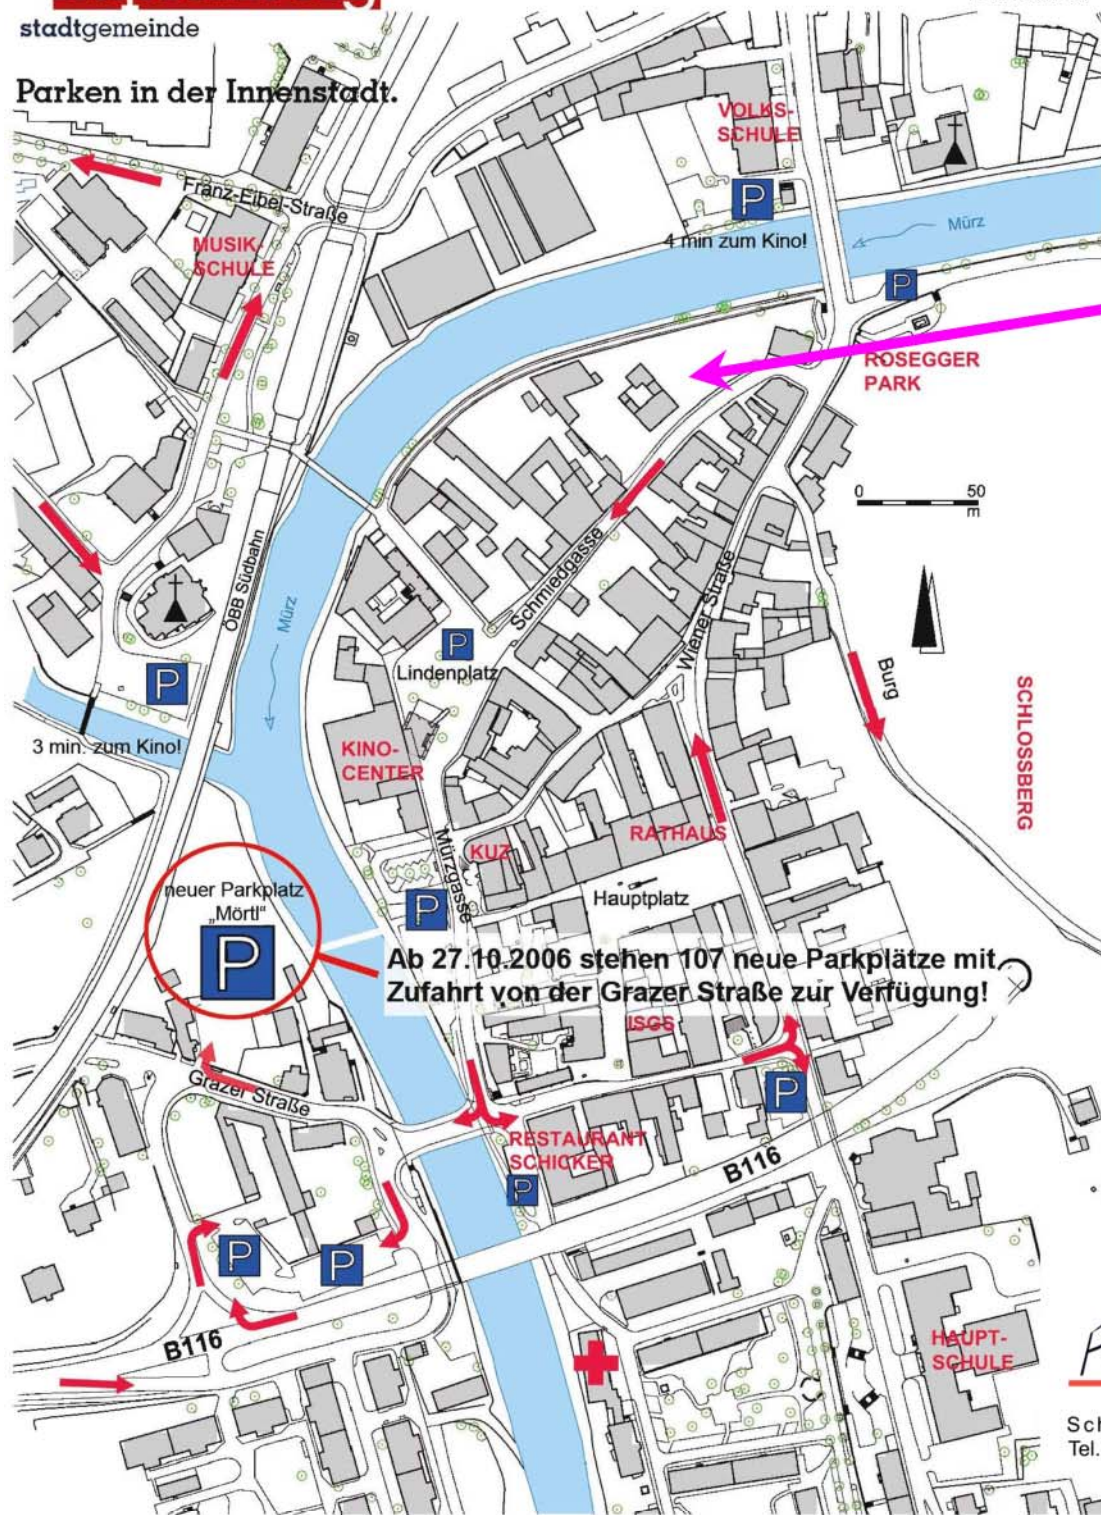 stadtgemeinde
Parken in der Innenstadt.
VOLKS-
SCHULE
Franz-Eibel-Straße
P
4 min zum Kino!
Mürz
MUSIK-
SCHULE
P
ROSEGGER
PARK
0 50
m
Schmiedgasse
Wiener Straße
ÖBB Südbahn
Mürz
P
Lindenplatz
Burg
P
SCHLOSSBERG
3 min. zum Kino!
KINO-
CENTER
RATHAUS
Mürzgasse
KUZ
neuer Parkplatz
„Mörtl“
P
P
Hauptplatz
Ab 27.10.2006 stehen 107 neue Parkplätze mit
Zufahrt von der Grazer Straße zur Verfügung!
ISGS
Grazer Straße
P
RESTAURANT
SCHICKER
B116
P
P
P
B116
HAUPT-
SCHULE
Sch
Tel.